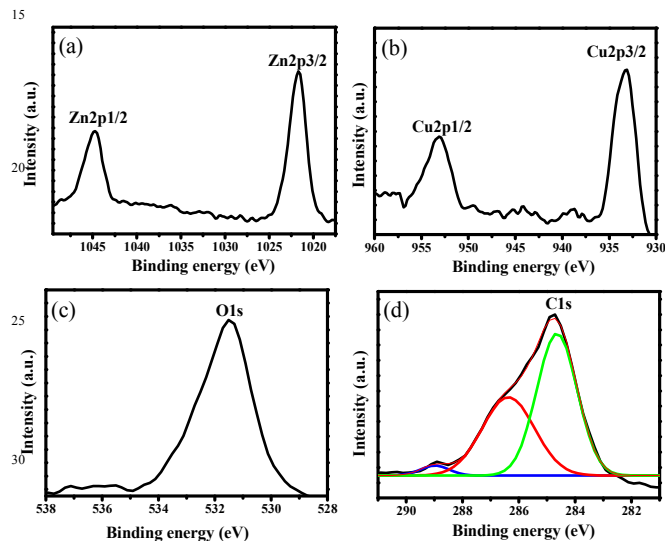 15
(a)
Zn2p3/2
Zn2p1/2
Intensity (a.u.)
20
1045 1040 1035 1030 1025 1020
Binding energy (eV)
(b)
Cu2p3/2
Cu2p1/2
Intensity (a.u.)
960 955 950 945 940 935 930
Binding energy (eV)
(c)
O1s
25
Intensity (a.u.)
30
538 536 534 532 530 528
Binding energy (eV)
(d)
C1s
Intensity (a.u.)
290 288 286 284 282
Binding energy (eV)